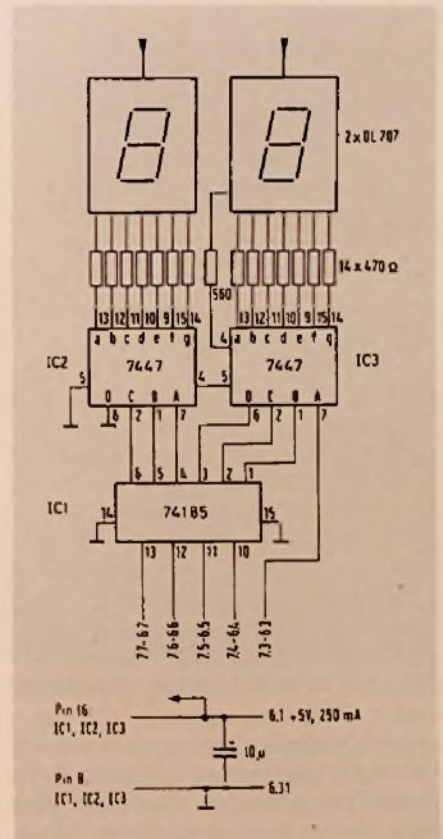 2 x DL 707
14 x 470 Ω
560
13 12 11 10 9 15 14
13 12 11 10 9 15 14
a b c d e f g
4 a b c d e f g
IC2
7447
7447
IC3
5
4
5
D C B A
D C B A
6 2 1 7
6 2 1 7
6 5 4 3 2 1
IC1
14
74185
15
13 12 11 10
7.7-6.7
7.6-6.6
7.5-6.5
7.4-6.4
7.3-6.3
Pin 16
IC1, IC2, IC3
6.1 +5V, 250 mA
+
10μ
Pin 8
IC1, IC2, IC3
6.31